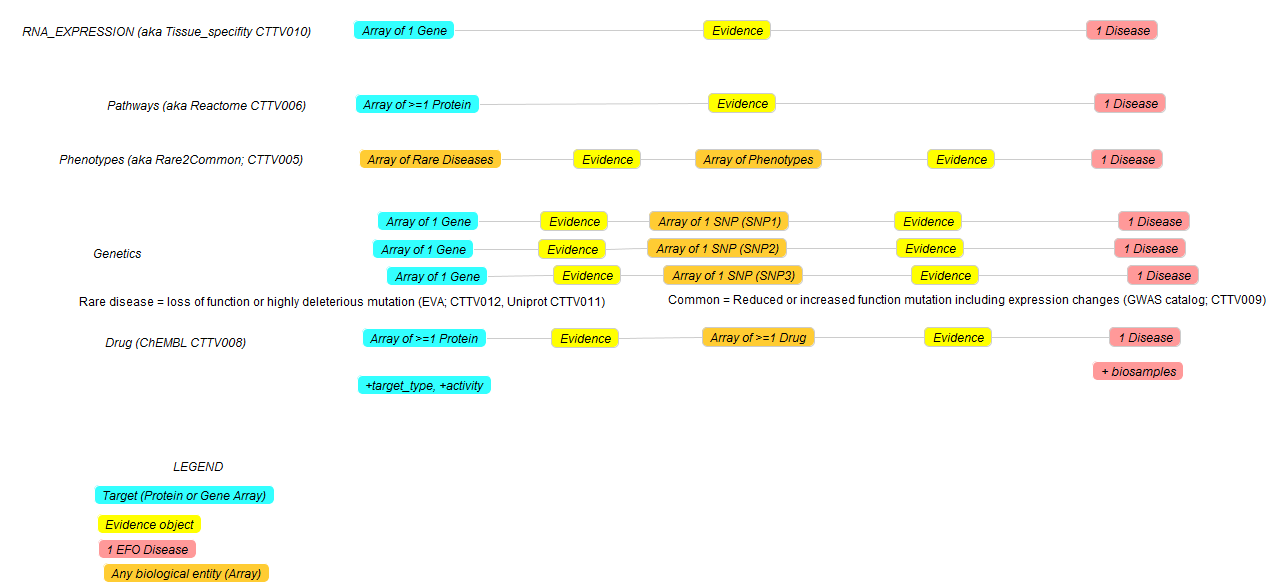 RNA_EXPRESSION (aka Tissue_specifity CTTV010) Array of 1 Gene Evidence 1 Disease
Pathways (aka Reactome CTTV006) Array of >=1 Protein Evidence 1 Disease
Phenotypes (aka Rare2Common; CTTV005) Array of Rare Diseases Evidence Array of Phenotypes Evidence 1 Disease
Array of 1 Gene Evidence Array of 1 SNP (SNP1) Evidence 1 Disease
Genetics Array of 1 Gene Evidence Array of 1 SNP (SNP2) Evidence 1 Disease
Array of 1 Gene Evidence Array of 1 SNP (SNP3) Evidence 1 Disease
Rare disease = loss of function or highly deleterious mutation (EVA; CTTV012, Uniprot CTTV011) Common = Reduced or increased function mutation including expression changes (GWAS catalog; CTTV009)
Drug (ChEMBL CTTV008) Array of >=1 Protein Evidence Array of >=1 Drug Evidence 1 Disease
+target_type, +activity + biosamples
LEGEND
Target (Protein or Gene Array)
Evidence object
1 EFO Disease
Any biological entity (Array)